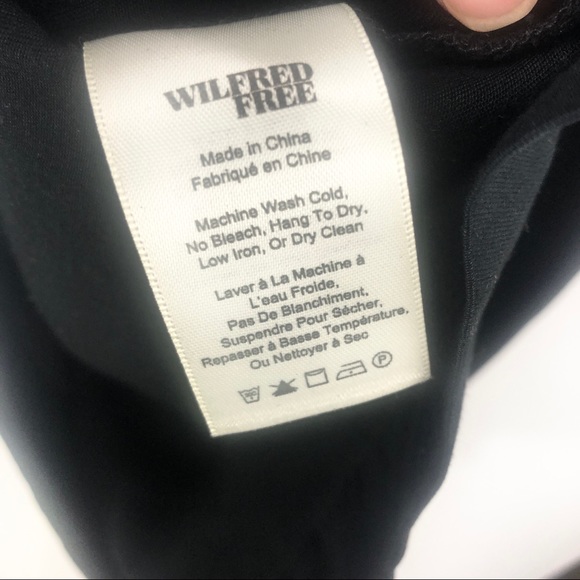 WILFRED
FREE
Made in China
Fabriqué en Chine
Machine Wash Cold,
No Bleach, Hang To Dry,
Low Iron, Or Dry Clean
Laver à La Machine à
L'eau Froide,
Pas De Blanchiment,
Suspendre Pour Sécher,
Repasser à Basse Température,
Ou Nettoyer à Sec
P